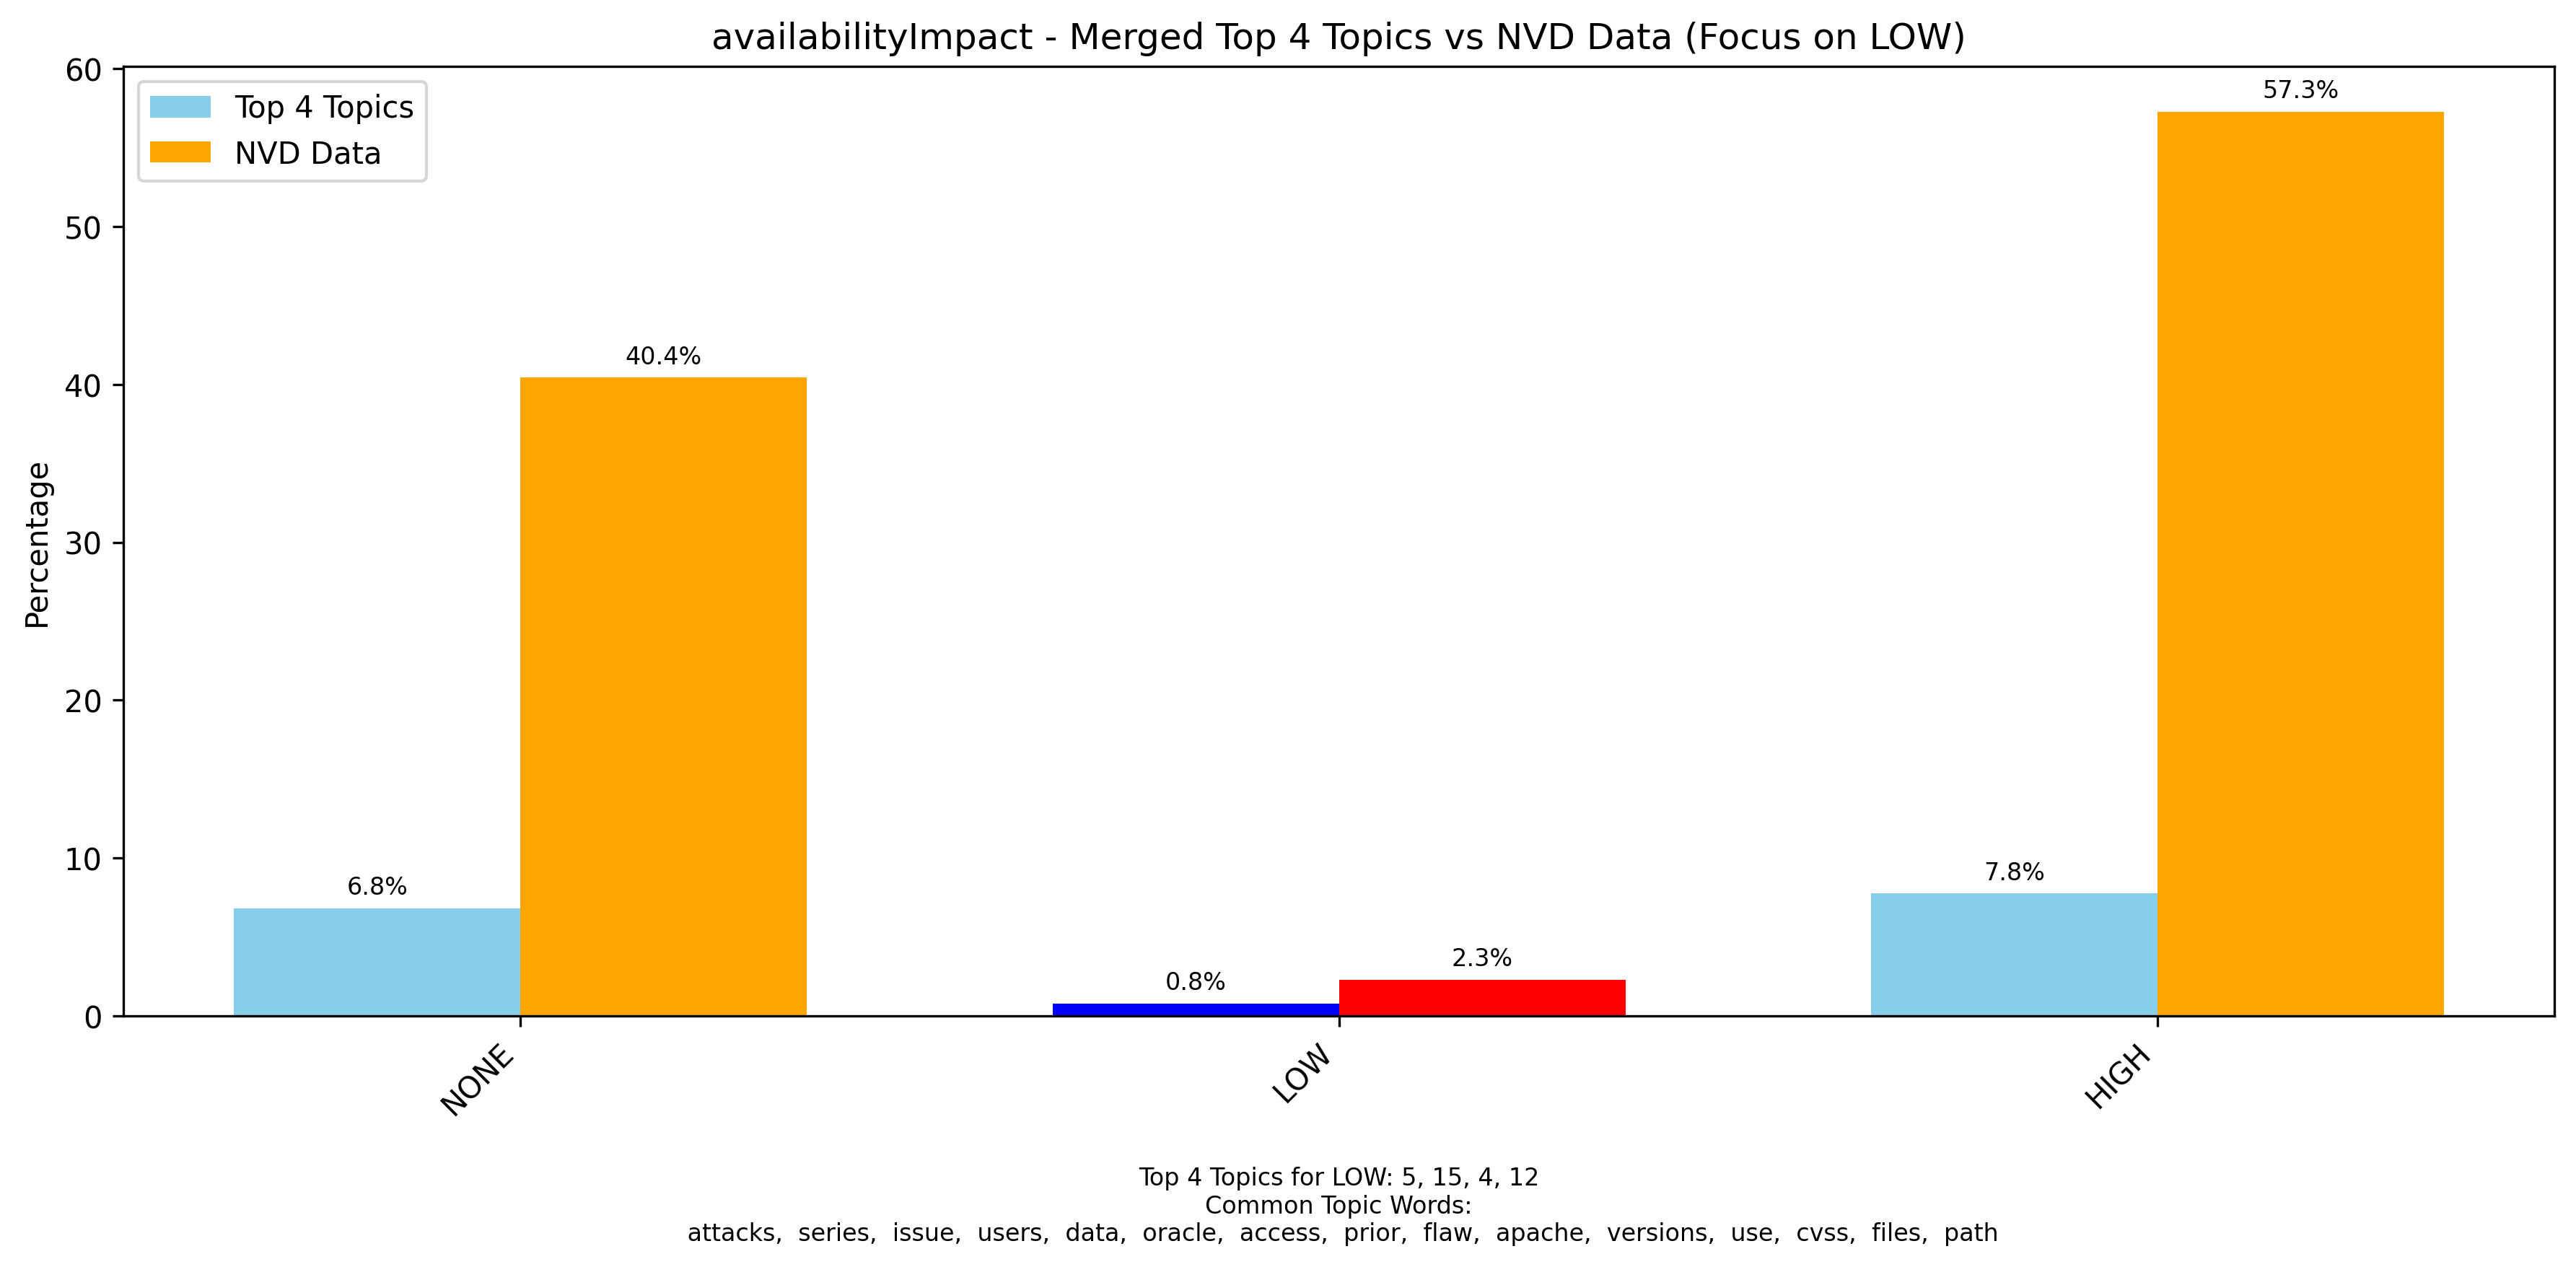 availabilityImpact - Merged Top 4 Topics vs NVD Data (Focus on LOW)
Top 4 Topics
NVD Data
Percentage
60
50
40
30
20
10
0
6.8%
40.4%
0.8%
2.3%
7.8%
57.3%
NONE
LOW
HIGH
Top 4 Topics for LOW: 5, 15, 4, 12
Common Topic Words:
attacks, series, issue, users, data, oracle, access, prior, flaw, apache, versions, use, cvss, files, path